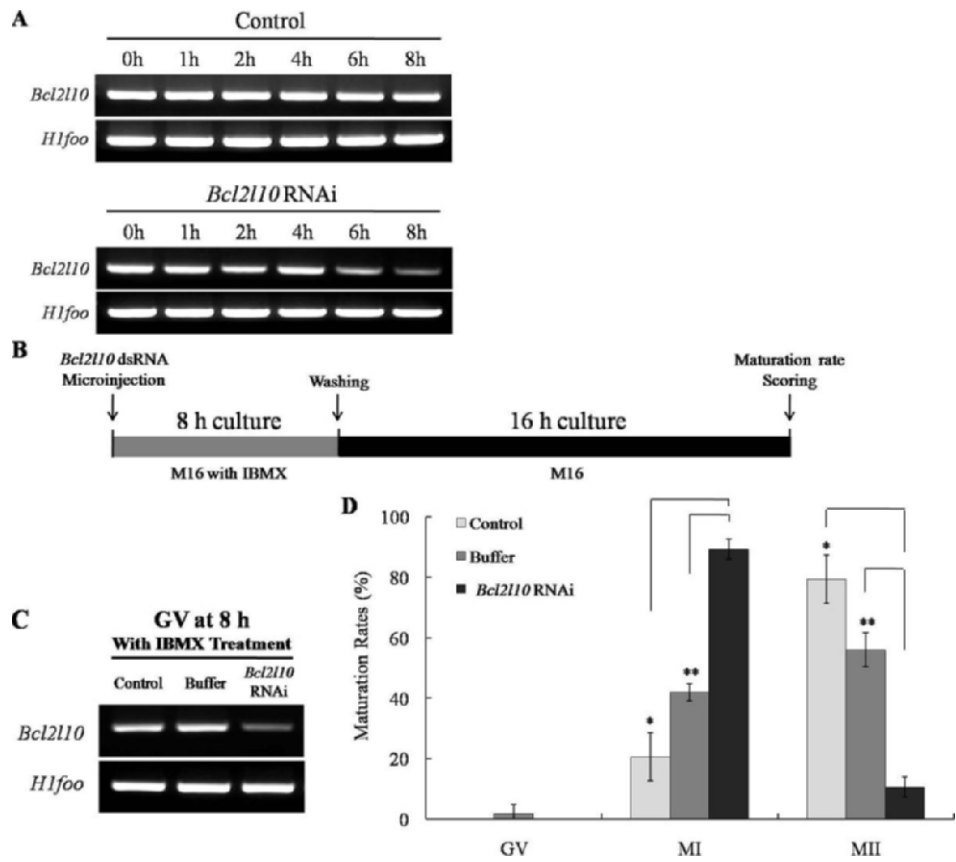 A
Control
0h 1h 2h 4h 6h 8h
Bcl2l10
H1foo
Bcl2l10 RNAi
0h 1h 2h 4h 6h 8h
Bcl2l10
H1foo
B
Bcl2l10 dsRNA
Microinjection
Washing
Maturation rate
Scoring
8 h culture
16 h culture
M16 with IBMX
M16
C
GV at 8 h
With IBMX Treatment
Control Buffer Bcl2l10
RNAi
Bcl2l10
H1foo
D
Maturation Rates (%)
100
80
60
40
20
0
Control
Buffer
Bcl2l10 RNAi
*
**
*
**
GV MI MII